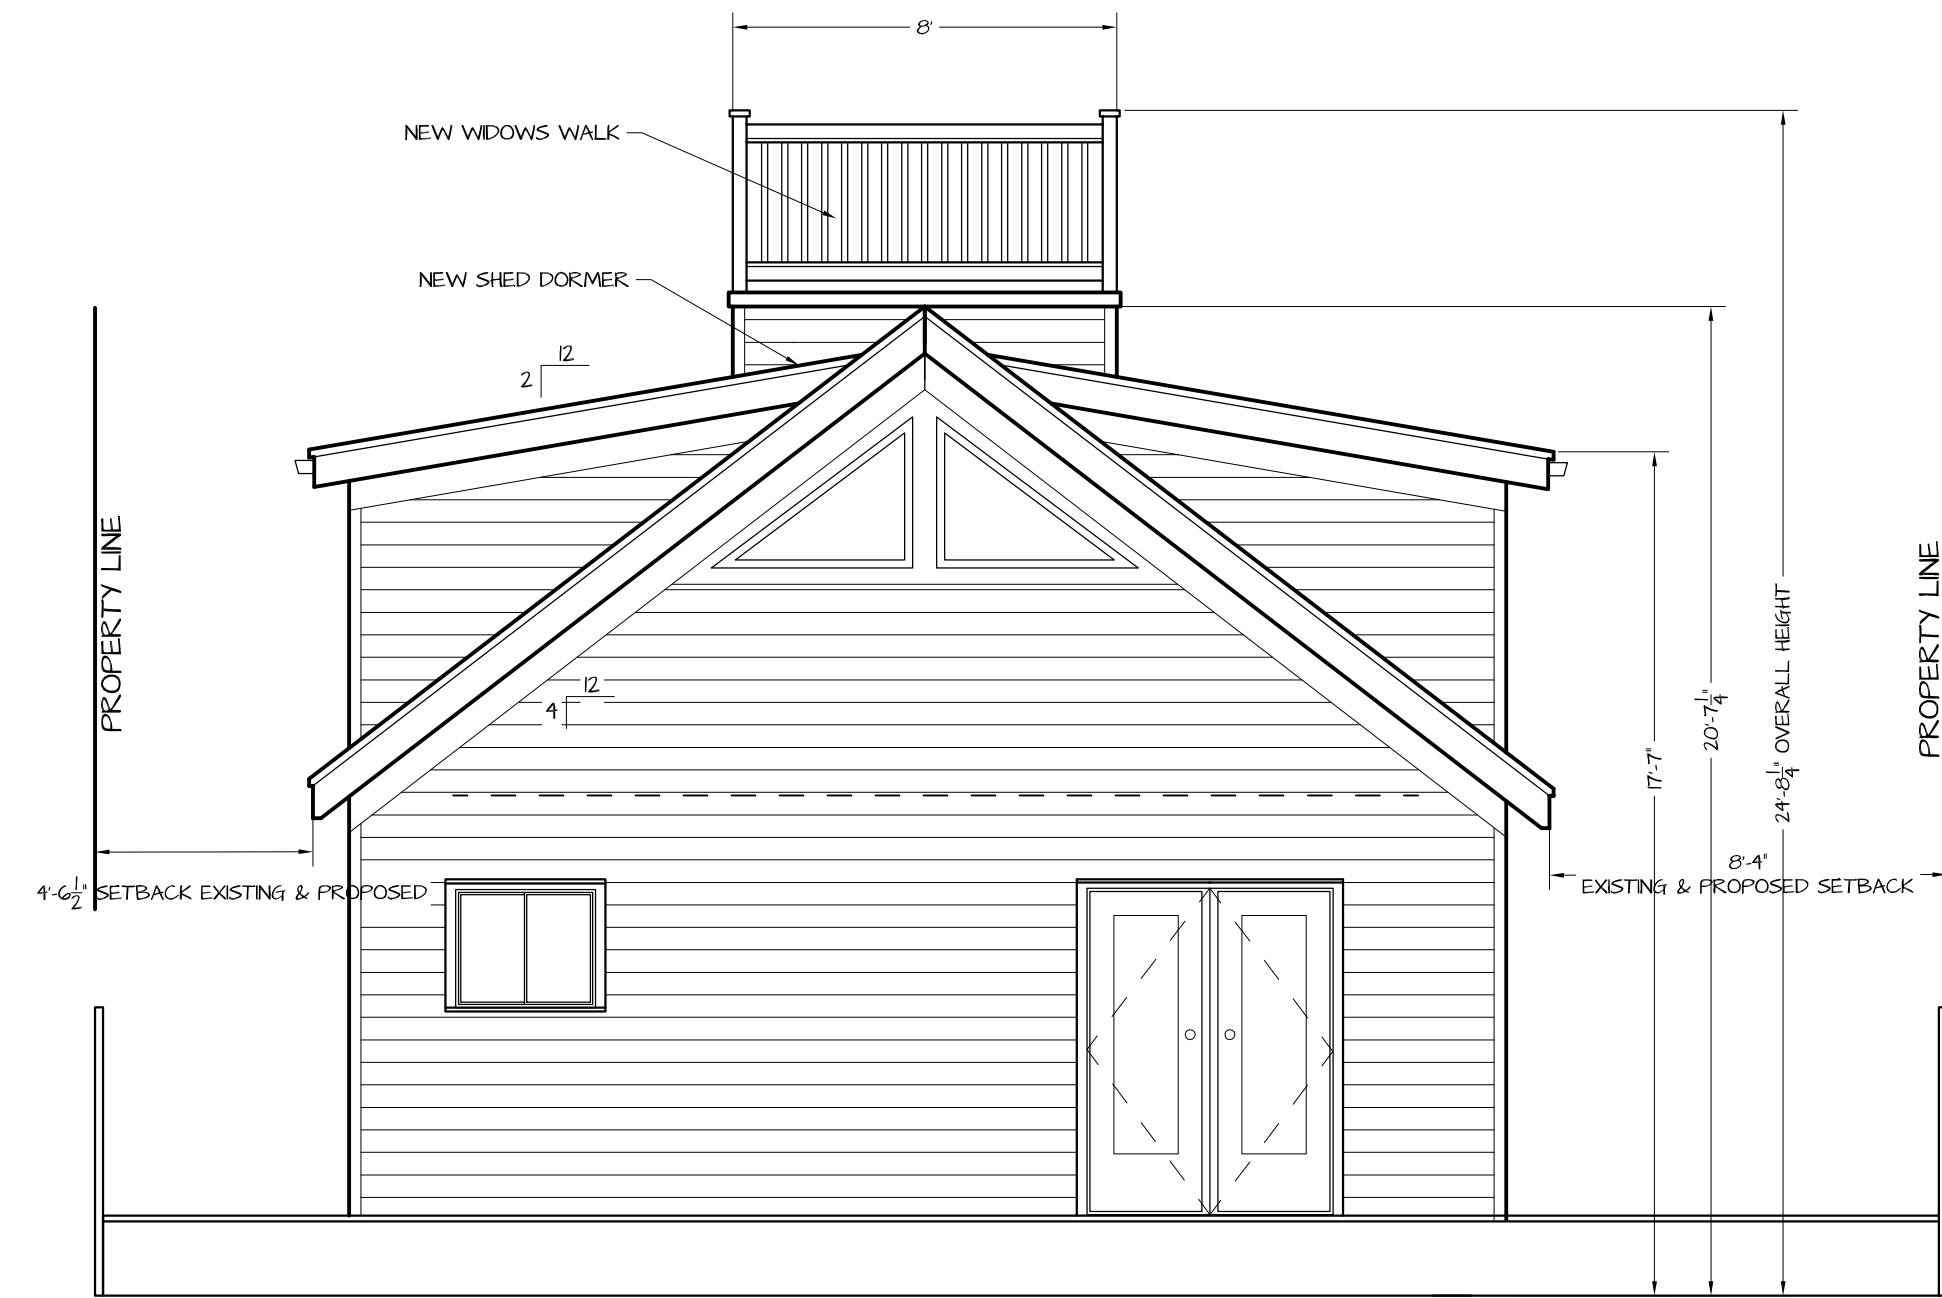 8'
NEW WIDOWS WALK
NEW SHED DORMER
12
2
PROPERTY LINE
PROPERTY LINE
12
4
17'-7"
20'-7 1/4"
24'-8 1/4" OVERALL HEIGHT
4'-6 1/2" SETBACK EXISTING & PROPOSED
8'-4"
EXISTING & PROPOSED SETBACK